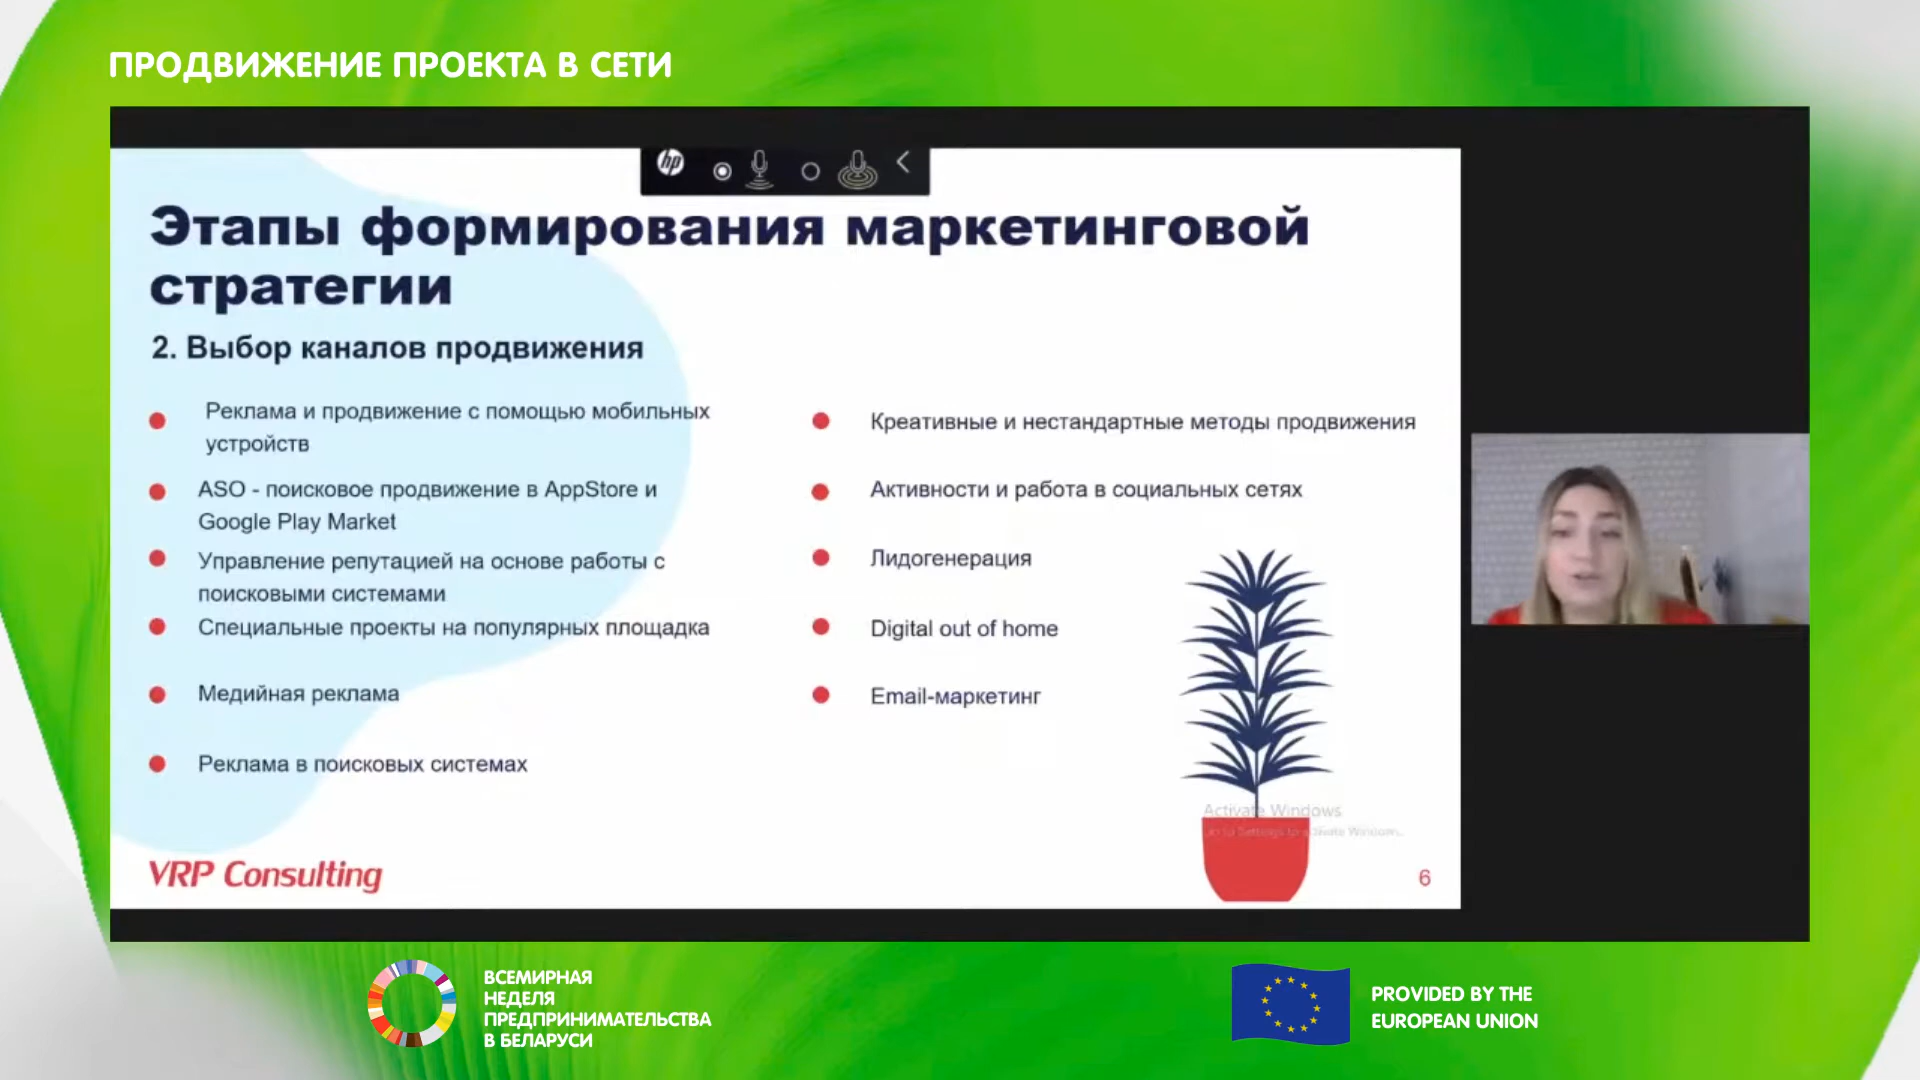 ПРОДВИЖЕНИЕ ПРОЕКТА В СЕТИ
hp
Этапы формирования маркетинговой
стратегии
2. Выбор каналов продвижения
Реклама и продвижение с помощью мобильных
устройств
ASO - поисковое продвижение в AppStore и
Google Play Market
Управление репутацией на основе работы с
поисковыми системами
Специальные проекты на популярных площадка
Медийная реклама
Реклама в поисковых системах
Креативные и нестандартные методы продвижения
Активности и работа в социальных сетях
Лидогенерация
Digital out of home
Email-маркетинг
Activate Windows
VRP Consulting
6
ВСЕМИРНАЯ
НЕДЕЛЯ
ПРЕДПРИНИМАТЕЛЬСТВА
В БЕЛАРУСИ
PROVIDED BY THE
EUROPEAN UNION